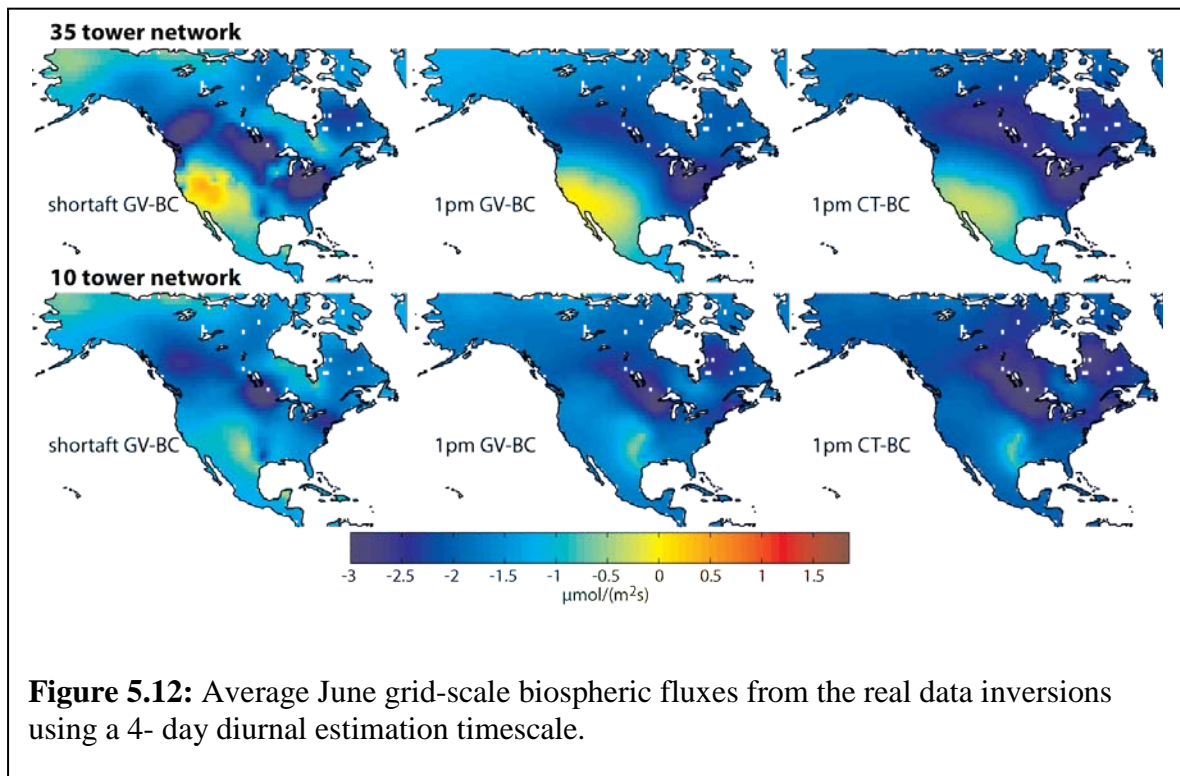 35 tower network
shortaft GV-BC
1pm GV-BC
1pm CT-BC
10 tower network
shortaft GV-BC
1pm GV-BC
1pm CT-BC
-3 -2.5 -2 -1.5 -1 -0.5 0 0.5 1 1.5
µmol/(m²s)
Figure 5.12: Average June grid-scale biospheric fluxes from the real data inversions
using a 4- day diurnal estimation timescale.